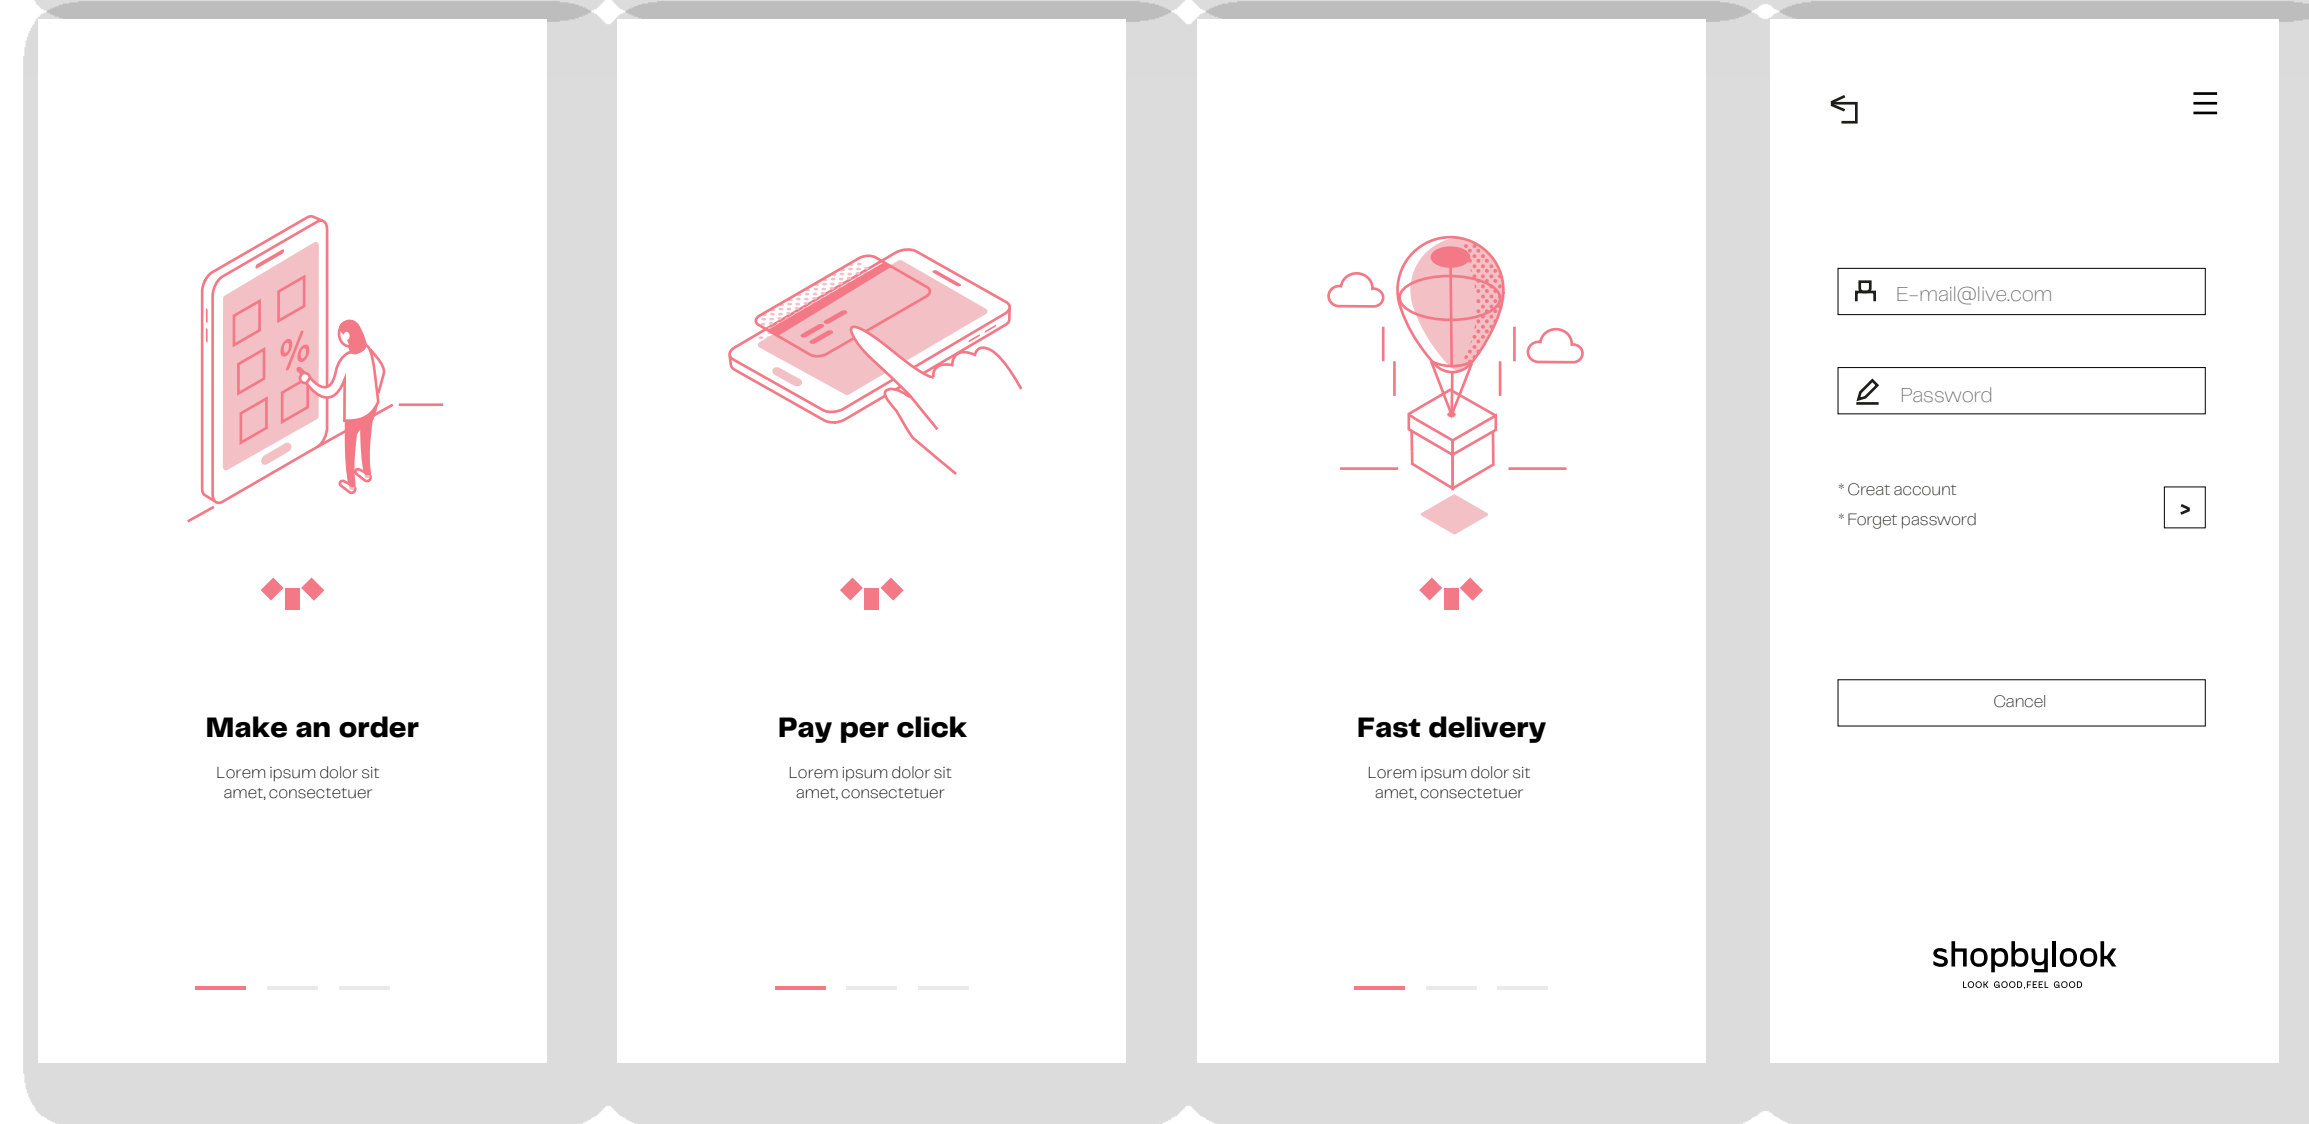 %
Make an order
Lorem ipsum dolor sit
amet, consectetuer
Pay per click
Lorem ipsum dolor sit
amet, consectetuer
Fast delivery
Lorem ipsum dolor sit
amet, consectetuer
E-mail@live.com
Password
* Creat account
* Forget password
>
Cancel
shopbylook
LOOK GOOD,FEEL GOOD